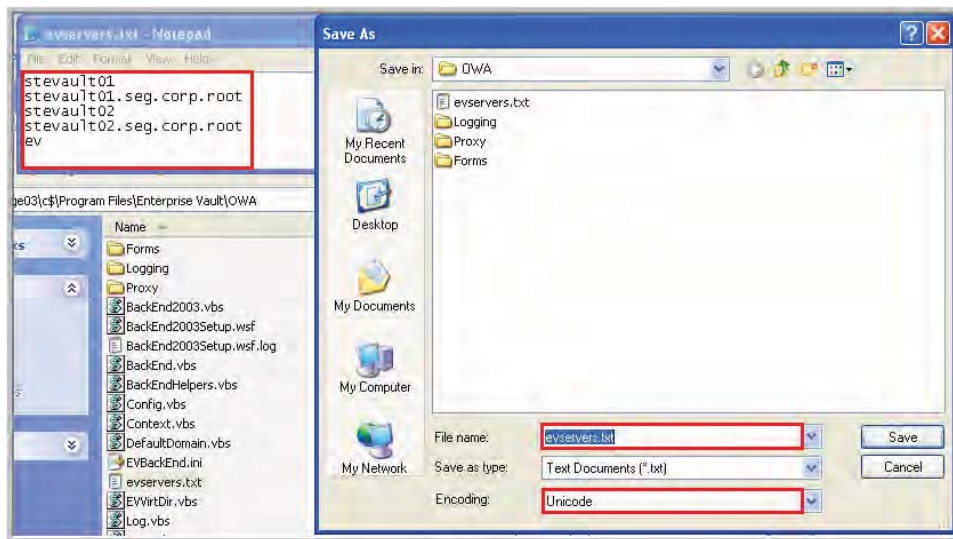 evservers.txt - Notepad
File Edit Format View Help
stevault01
stevault01.seg.corp.root
stevault02
stevault02.seg.corp.root
ev
ge03\c$\Program Files\Enterprise Vault\OWA
Name
Forms
Logging
Proxy
BackEnd2003.vbs
BackEnd2003Setup.wsf
BackEnd2003Setup.wsf.log
BackEnd.vbs
BackEndHelpers.vbs
Config.vbs
Context.vbs
DefaultDomain.vbs
EVBackEnd.ini
evservers.txt
EVVirtDir.vbs
Log.vbs
Save As
Save in:
OWA
My Recent Documents
Desktop
My Documents
My Computer
My Network
evservers.txt
Logging
Proxy
Forms
File name:
evservers.txt
Save
Save as type:
Text Documents (*.txt)
Cancel
Encoding:
Unicode